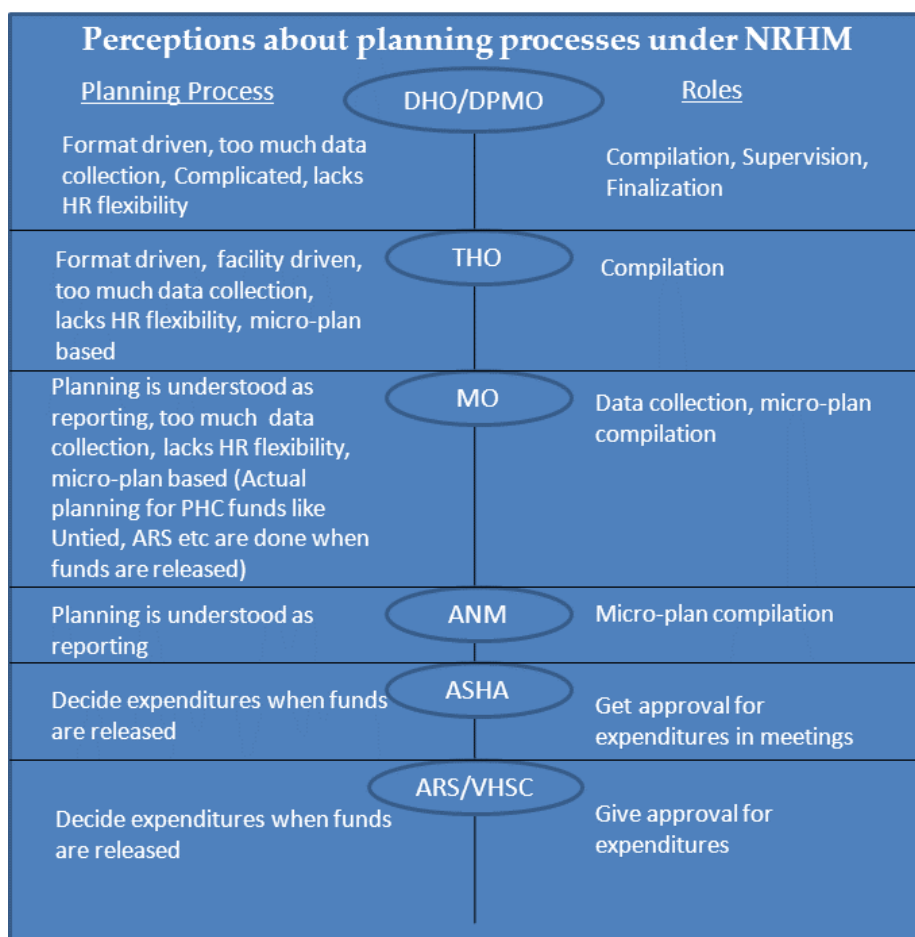 Perceptions about planning processes under NRHM
Planning Process
DHO/DPMO
Roles
Format driven, too much data
collection, Complicated, lacks
HR flexibility
Compilation, Supervision,
Finalization
Format driven, facility driven,
too much data collection,
lacks HR flexibility, micro-plan
based
THO
Compilation
Planning is understood as
reporting, too much data
collection, lacks HR flexibility,
micro-plan based (Actual
planning for PHC funds like
Untied, ARS etc are done when
funds are released)
MO
Data collection, micro-plan
compilation
Planning is understood as
reporting
ANM
Micro-plan compilation
Decide expenditures when funds
are released
ASHA
Get approval for
expenditures in meetings
Decide expenditures when funds
are released
ARS/VHSC
Give approval for
expenditures